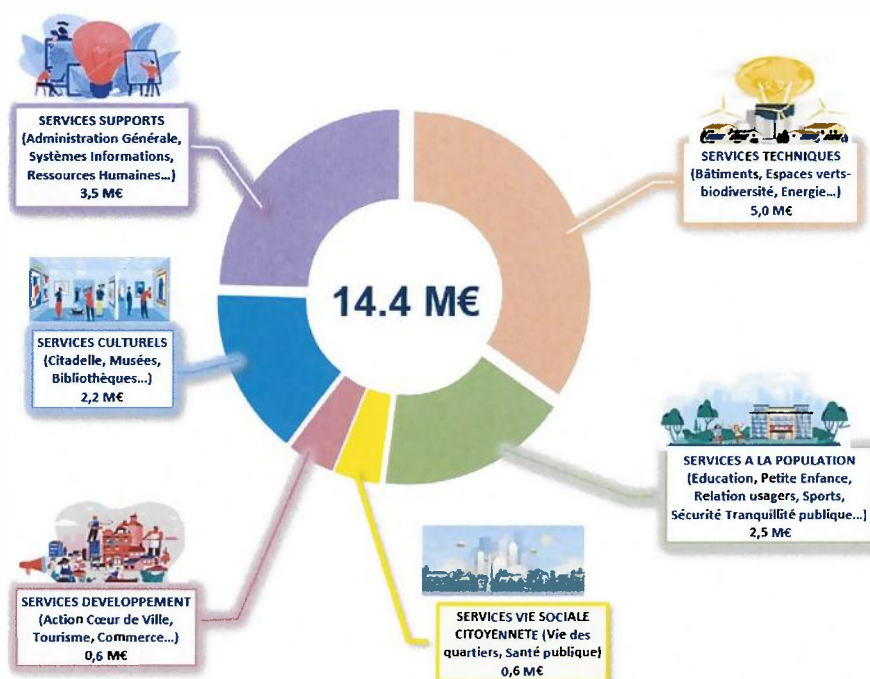 SERVICES SUPPORTS
(Administration Générale,
Systèmes Informations,
Ressources Humaines...)
3,5 M€
SERVICES TECHNIQUES
(Bâtiments, Espaces verts-
biodiversité, Energie...)
5,0 M€
14.4 M€
SERVICES CULTURELS
(Citadelle, Musées,
Bibliothèques...)
2,2 M€
SERVICES A LA POPULATION
(Education, Petite Enfance,
Relation usagers, Sports,
Sécurité Tranquillité publique...)
2,5 M€
SERVICES DEVELOPPEMENT
(Action Cœur de Ville,
Tourisme, Commerce...)
0,6 M€
SERVICES VIE SOCIALE
CITOYENNETE (Vie des
quartiers, Santé publique)
0,6 M€